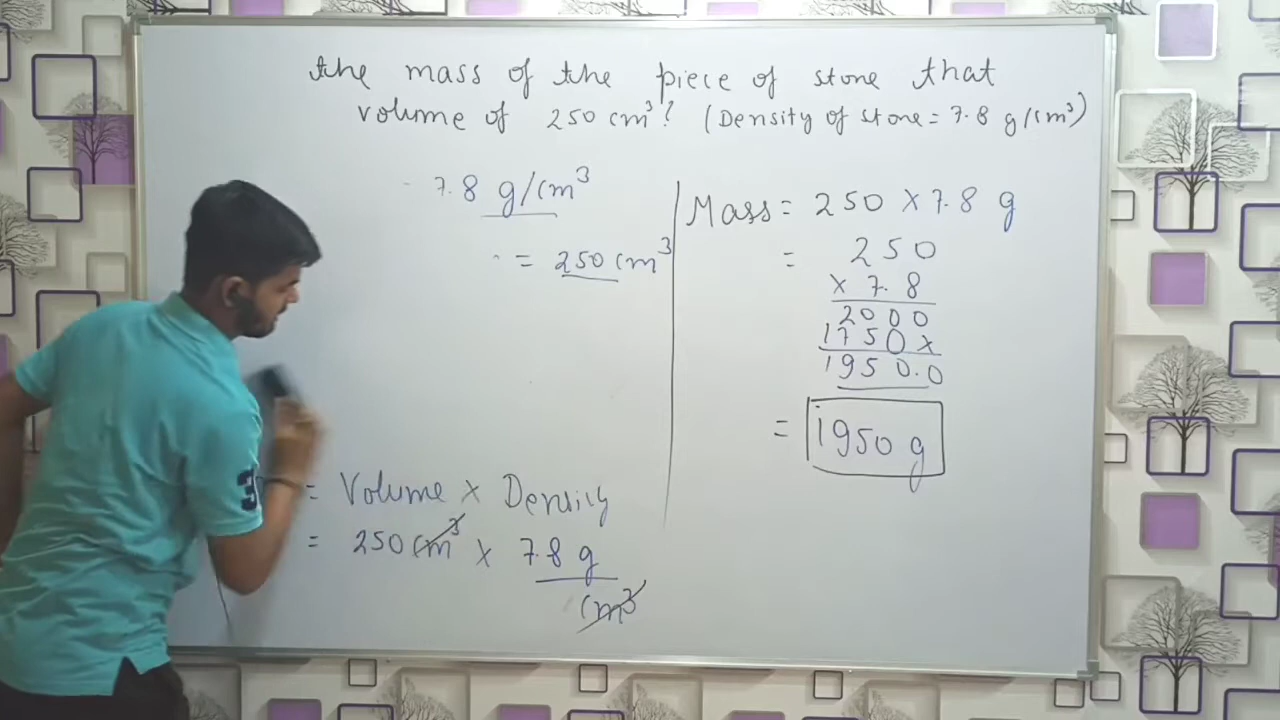 the mass of the piece of stone that
volume of 250 cm³? (Density of stone = 7.8 g/cm³)
7.8 g/cm³
= 250 cm³
= Volume × Density
= 250 cm³ × 7.8 g
cm³
Mass = 250 × 7.8 g
= 250
× 7.8
2000
1750×
1950.0
= 1950 g
3